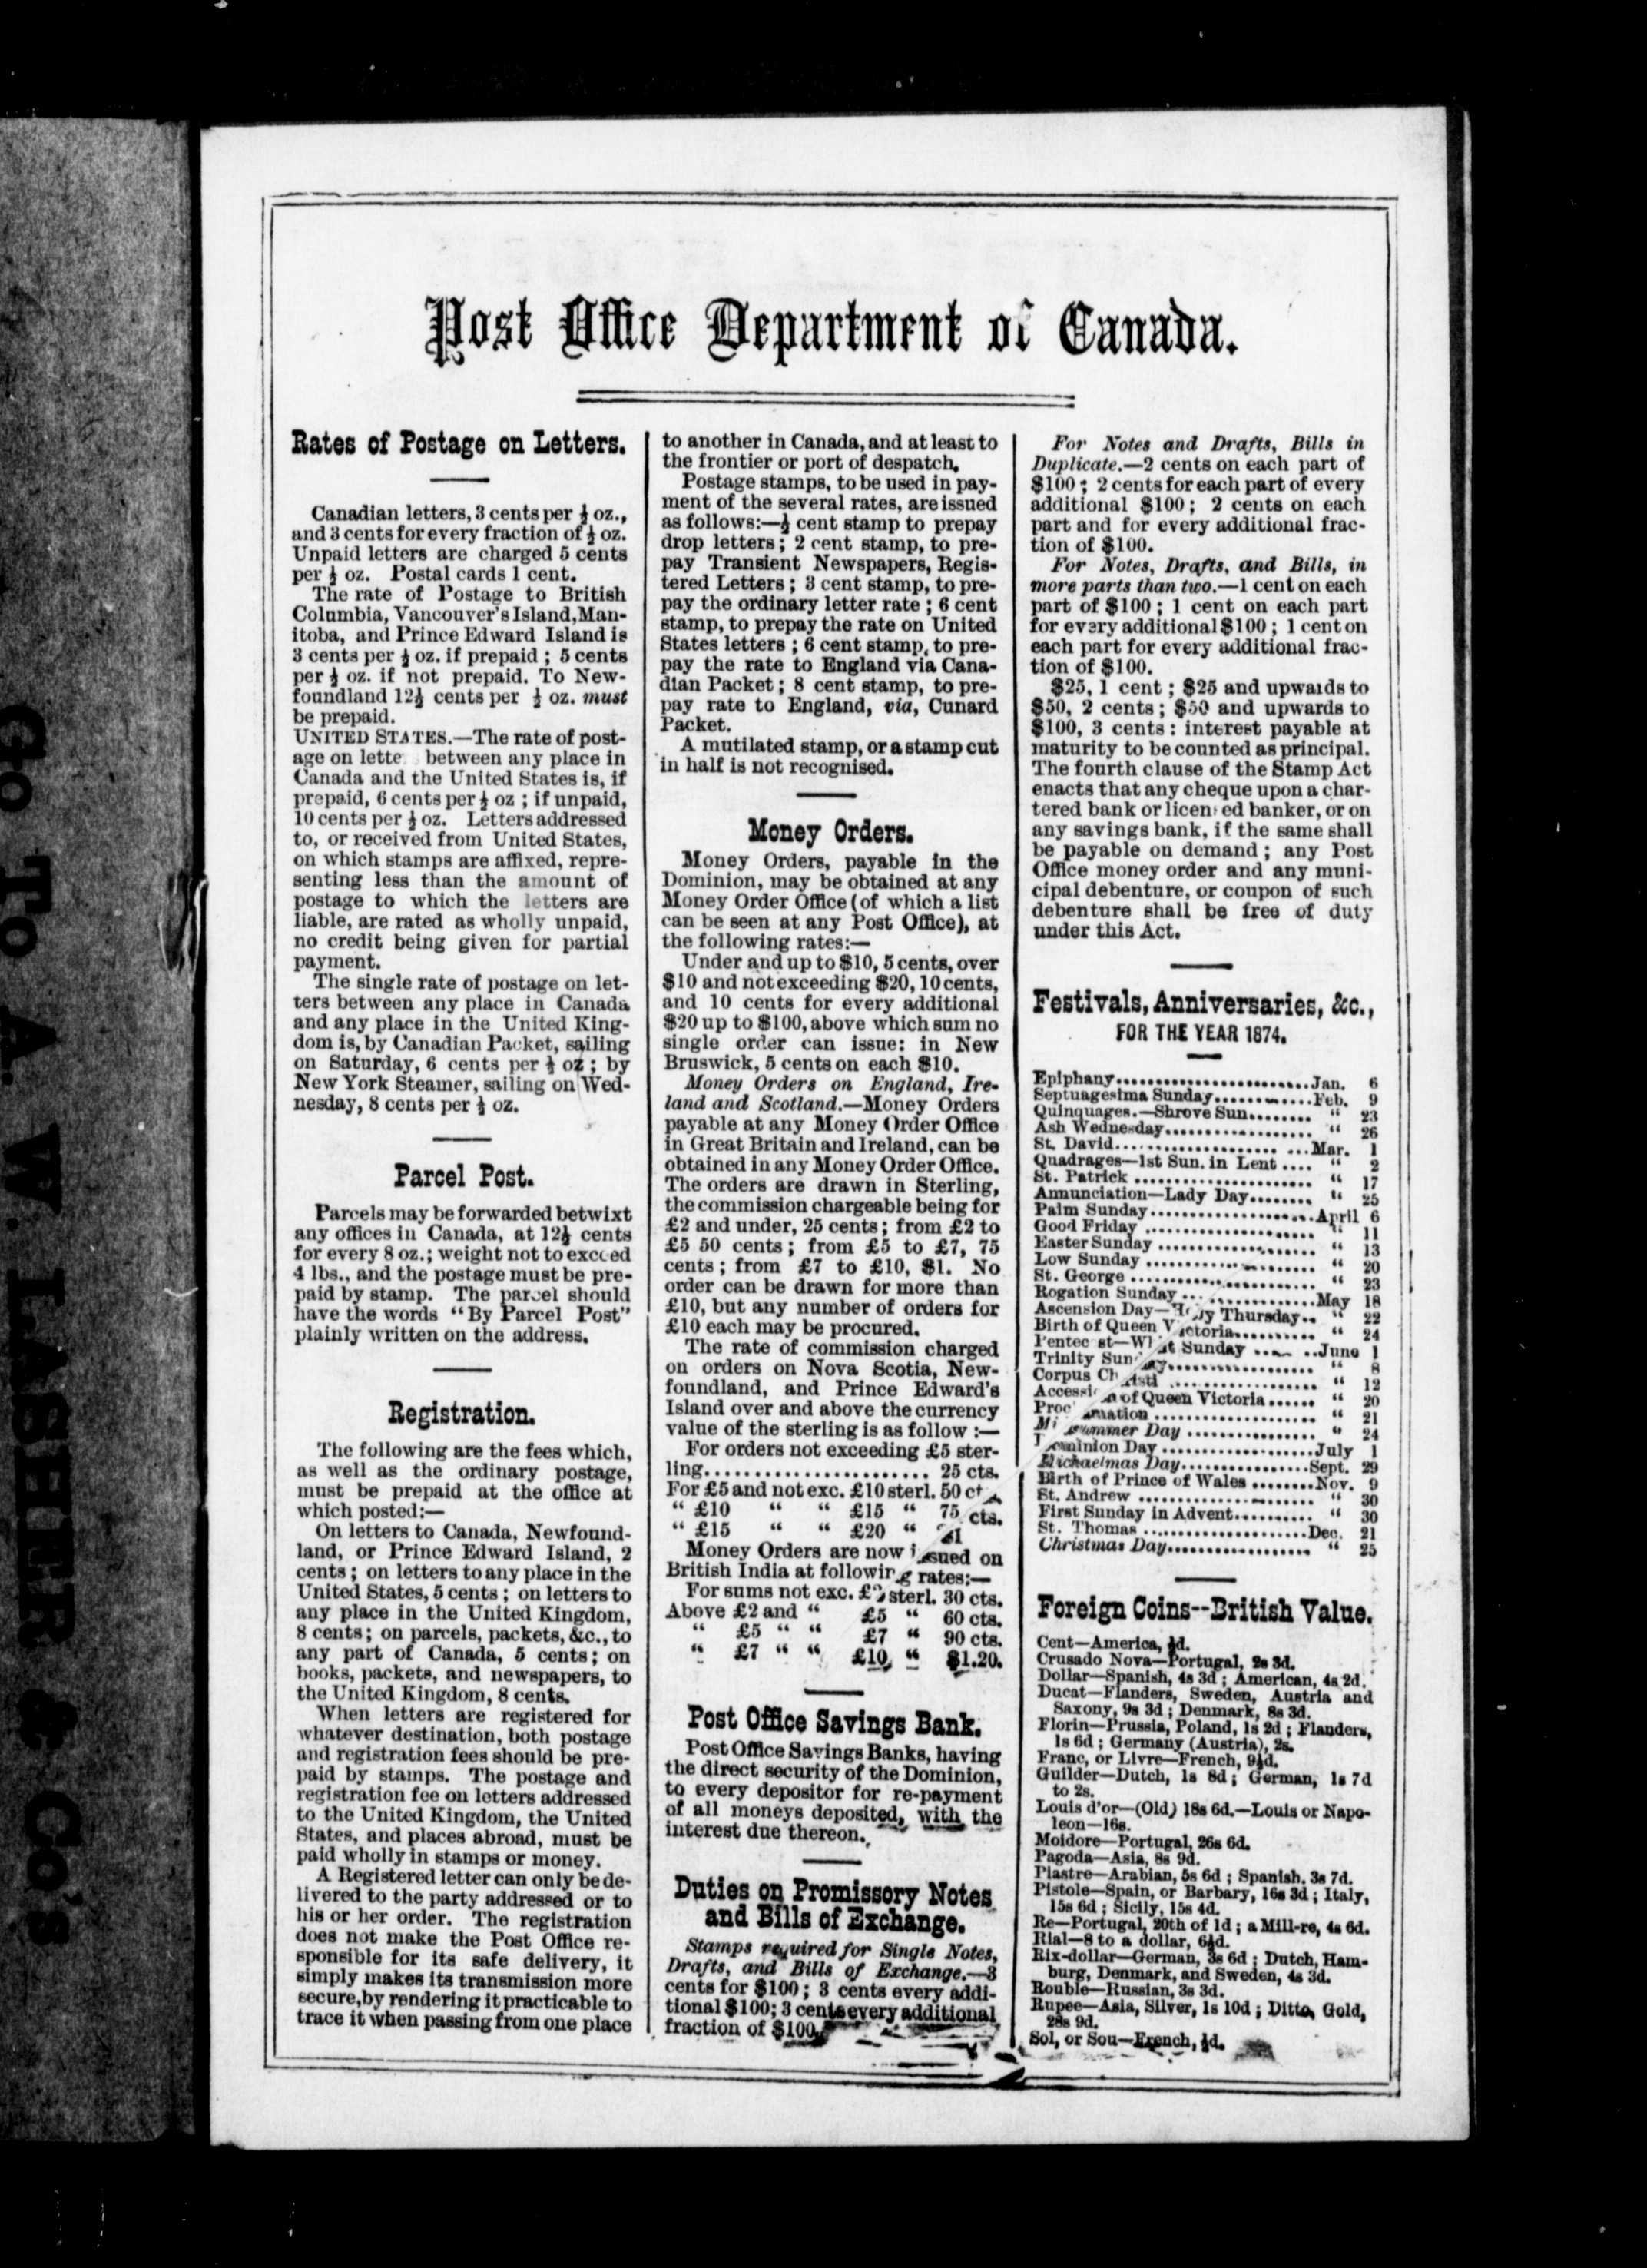 Go To A. W. LASHER & Co's
Post Office Department of Canada.
Rates of Postage on Letters.
Canadian letters, 3 cents per ½ oz.,
and 3 cents for every fraction of ½ oz.
Unpaid letters are charged 5 cents
per ½ oz. Postal cards 1 cent.
The rate of Postage to British
Columbia, Vancouver's Island, Man-
itoba, and Prince Edward Island is
3 cents per ½ oz. if prepaid ; 5 cents
per ½ oz. if not prepaid. To New-
foundland 12½ cents per ½ oz. must
be prepaid.
UNITED STATES.—The rate of post-
age on lette s between any place in
Canada and the United States is, if
prepaid, 6 cents per ½ oz ; if unpaid,
10 cents per ½ oz. Letters addressed
to, or received from United States,
on which stamps are affixed, repre-
senting less than the amount of
postage to which the letters are
liable, are rated as wholly unpaid,
no credit being given for partial
payment.
The single rate of postage on let-
ters between any place in Canada
and any place in the United King-
dom is, by Canadian Packet, sailing
on Saturday, 6 cents per ½ oz ; by
New York Steamer, sailing on Wed-
nesday, 8 cents per ½ oz.
Parcel Post.
Parcels may be forwarded betwixt
any offices in Canada, at 12½ cents
for every 8 oz.; weight not to exceed
4 lbs., and the postage must be pre-
paid by stamp. The parcel should
have the words "By Parcel Post"
plainly written on the address.
Registration.
The following are the fees which,
as well as the ordinary postage,
must be prepaid at the office at
which posted:—
On letters to Canada, Newfound-
land, or Prince Edward Island, 2
cents ; on letters to any place in the
United States, 5 cents ; on letters to
any place in the United Kingdom,
8 cents; on parcels, packets, &c., to
any part of Canada, 5 cents; on
books, packets, and newspapers, to
the United Kingdom, 8 cents.
When letters are registered for
whatever destination, both postage
and registration fees should be pre-
paid by stamps. The postage and
registration fee on letters addressed
to the United Kingdom, the United
States, and places abroad, must be
paid wholly in stamps or money.
A Registered letter can only be de-
livered to the party addressed or to
his or her order. The registration
does not make the Post Office re-
sponsible for its safe delivery, it
simply makes its transmission more
secure, by rendering it practicable to
trace it when passing from one place
to another in Canada, and at least to
the frontier or port of despatch.
Postage stamps, to be used in pay-
ment of the several rates, are issued
as follows:—½ cent stamp to prepay
drop letters ; 2 cent stamp, to pre-
pay Transient Newspapers, Regis-
tered Letters ; 3 cent stamp, to pre-
pay the ordinary letter rate ; 6 cent
stamp, to prepay the rate on United
States letters ; 6 cent stamp, to pre-
pay the rate to England via Cana-
dian Packet ; 8 cent stamp, to pre-
pay rate to England, via, Cunard
Packet.
A mutilated stamp, or a stamp cut
in half is not recognised.
Money Orders.
Money Orders, payable in the
Dominion, may be obtained at any
Money Order Office (of which a list
can be seen at any Post Office), at
the following rates:—
Under and up to $10, 5 cents, over
$10 and not exceeding $20, 10 cents,
and 10 cents for every additional
$20 up to $100, above which sum no
single order can issue: in New
Bruswick, 5 cents on each $10.
Money Orders on England, Ire-
land and Scotland.—Money Orders
payable at any Money Order Office
in Great Britain and Ireland, can be
obtained in any Money Order Office.
The orders are drawn in Sterling,
the commission chargeable being for
£2 and under, 25 cents ; from £2 to
£5 50 cents ; from £5 to £7, 75
cents ; from £7 to £10, $1. No
order can be drawn for more than
£10, but any number of orders for
£10 each may be procured.
The rate of commission charged
on orders on Nova Scotia, New-
foundland, and Prince Edward's
Island over and above the currency
value of the sterling is as follow :—
For orders not exceeding £5 ster-
ling....................... 25 cts.
For £5 and not exc. £10 sterl. 50 ct
" £10 " " £15 " 75 cts.
" £15 " " £20 " $1
Money Orders are now issued on
British India at following rates:—
For sums not exc. £2 sterl. 30 cts.
Above £2 and " £5 " 60 cts.
" £5 " " £7 " 90 cts.
" £7 " " £10 " $1.20.
Post Office Savings Bank.
Post Office Savings Banks, having
the direct security of the Dominion,
to every depositor for re-payment
of all moneys deposited, with the
interest due thereon.
Duties on Promissory Notes
and Bills of Exchange.
Stamps required for Single Notes,
Drafts, and Bills of Exchange.—3
cents for $100 ; 3 cents every addi-
tional $100; 3 cents every additional
fraction of $100.
For Notes and Drafts, Bills in
Duplicate.—2 cents on each part of
$100 ; 2 cents for each part of every
additional $100 ; 2 cents on each
part and for every additional frac-
tion of $100.
For Notes, Drafts, and Bills, in
more parts than two.—1 cent on each
part of $100 ; 1 cent on each part
for every additional $100 ; 1 cent on
each part for every additional frac-
tion of $100.
$25, 1 cent ; $25 and upwards to
$50, 2 cents ; $50 and upwards to
$100, 3 cents : interest payable at
maturity to be counted as principal.
The fourth clause of the Stamp Act
enacts that any cheque upon a char-
tered bank or licensed banker, or on
any savings bank, if the same shall
be payable on demand ; any Post
Office money order and any muni-
cipal debenture, or coupon of such
debenture shall be free of duty
under this Act.
Festivals, Anniversaries, &c.,
FOR THE YEAR 1874.
Epiphany........................Jan. 6
Septuagesima Sunday............Feb. 9
Quinquages.—Shrove Sun........ " 23
Ash Wednesday.................. " 26
St. David.......................Mar. 1
Quadrages—1st Sun. in Lent .... " 2
St. Patrick ...................... " 17
Annunciation—Lady Day........ " 25
Palm Sunday....................April 6
Good Friday ..................... " 11
Easter Sunday .................... " 13
Low Sunday ..................... " 20
St. George ....................... " 23
Rogation Sunday ................May 18
Ascension Day—Holy Thursday.. " 22
Birth of Queen Victoria.......... " 24
Pentec st—Wh t Sunday ........June 1
Trinity Sunday.................. " 8
Corpus Christi .................. " 12
Accession of Queen Victoria...... " 20
Proclamation .................... " 21
Midsummer Day ................ " 24
Dominion Day ...................July 1
Michaelmas Day................Sept. 29
Birth of Prince of Wales ........Nov. 9
St. Andrew ...................... " 30
First Sunday in Advent.......... " 30
St. Thomas .....................Dec. 21
Christmas Day.................. " 25
Foreign Coins--British Value.
Cent—America, ½d.
Crusado Nova—Portugal, 2s 3d.
Dollar—Spanish, 4s 3d ; American, 4s 2d.
Ducat—Flanders, Sweden, Austria and
Saxony, 9s 3d ; Denmark, 8s 3d.
Florin—Prussia, Poland, 1s 2d ; Flanders,
1s 6d ; Germany (Austria), 2s.
Franc, or Livre—French, 9½d.
Guilder—Dutch, 1s 8d ; German, 1s 7d
to 2s.
Louis d'or—(Old) 18s 6d.—Louis or Napo-
leon—16s.
Moidore—Portugal, 26s 6d.
Pagoda—Asia, 8s 9d.
Piastre—Arabian, 5s 6d ; Spanish. 3s 7d.
Pistole—Spain, or Barbary, 16s 3d ; Italy,
15s 6d ; Sicily, 15s 4d.
Re—Portugal, 20th of 1d ; a Mill-re, 4s 6d.
Rial—8 to a dollar, 6½d.
Rix-dollar—German, 3s 6d ; Dutch, Ham-
burg, Denmark, and Sweden, 4s 3d.
Rouble—Russian, 3s 3d.
Rupee—Asia, Silver, 1s 10d ; Ditto, Gold,
28s 9d.
Sol, or Sou—French, ½d.